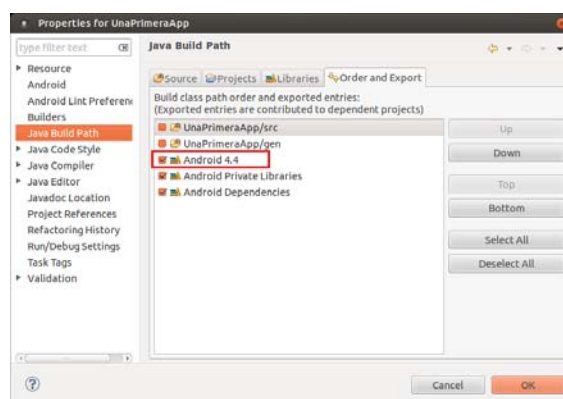 Properties for UnaPrimeraApp
type filter text
Java Build Path
Resource
Android
Android Lint Preferen
Builders
Java Build Path
Java Code Style
Java Compiler
Java Editor
Javadoc Location
Project References
Refactoring History
Run/Debug Settings
Task Tags
Validation
Source
Projects
Libraries
Order and Export
Build class path order and exported entries:
(Exported entries are contributed to dependent projects)
UnaPrimeraApp/src
UnaPrimeraApp/gen
Android 4.4
Android Private Libraries
Android Dependencies
Up
Down
Top
Bottom
Select All
Deselect All
Cancel
OK